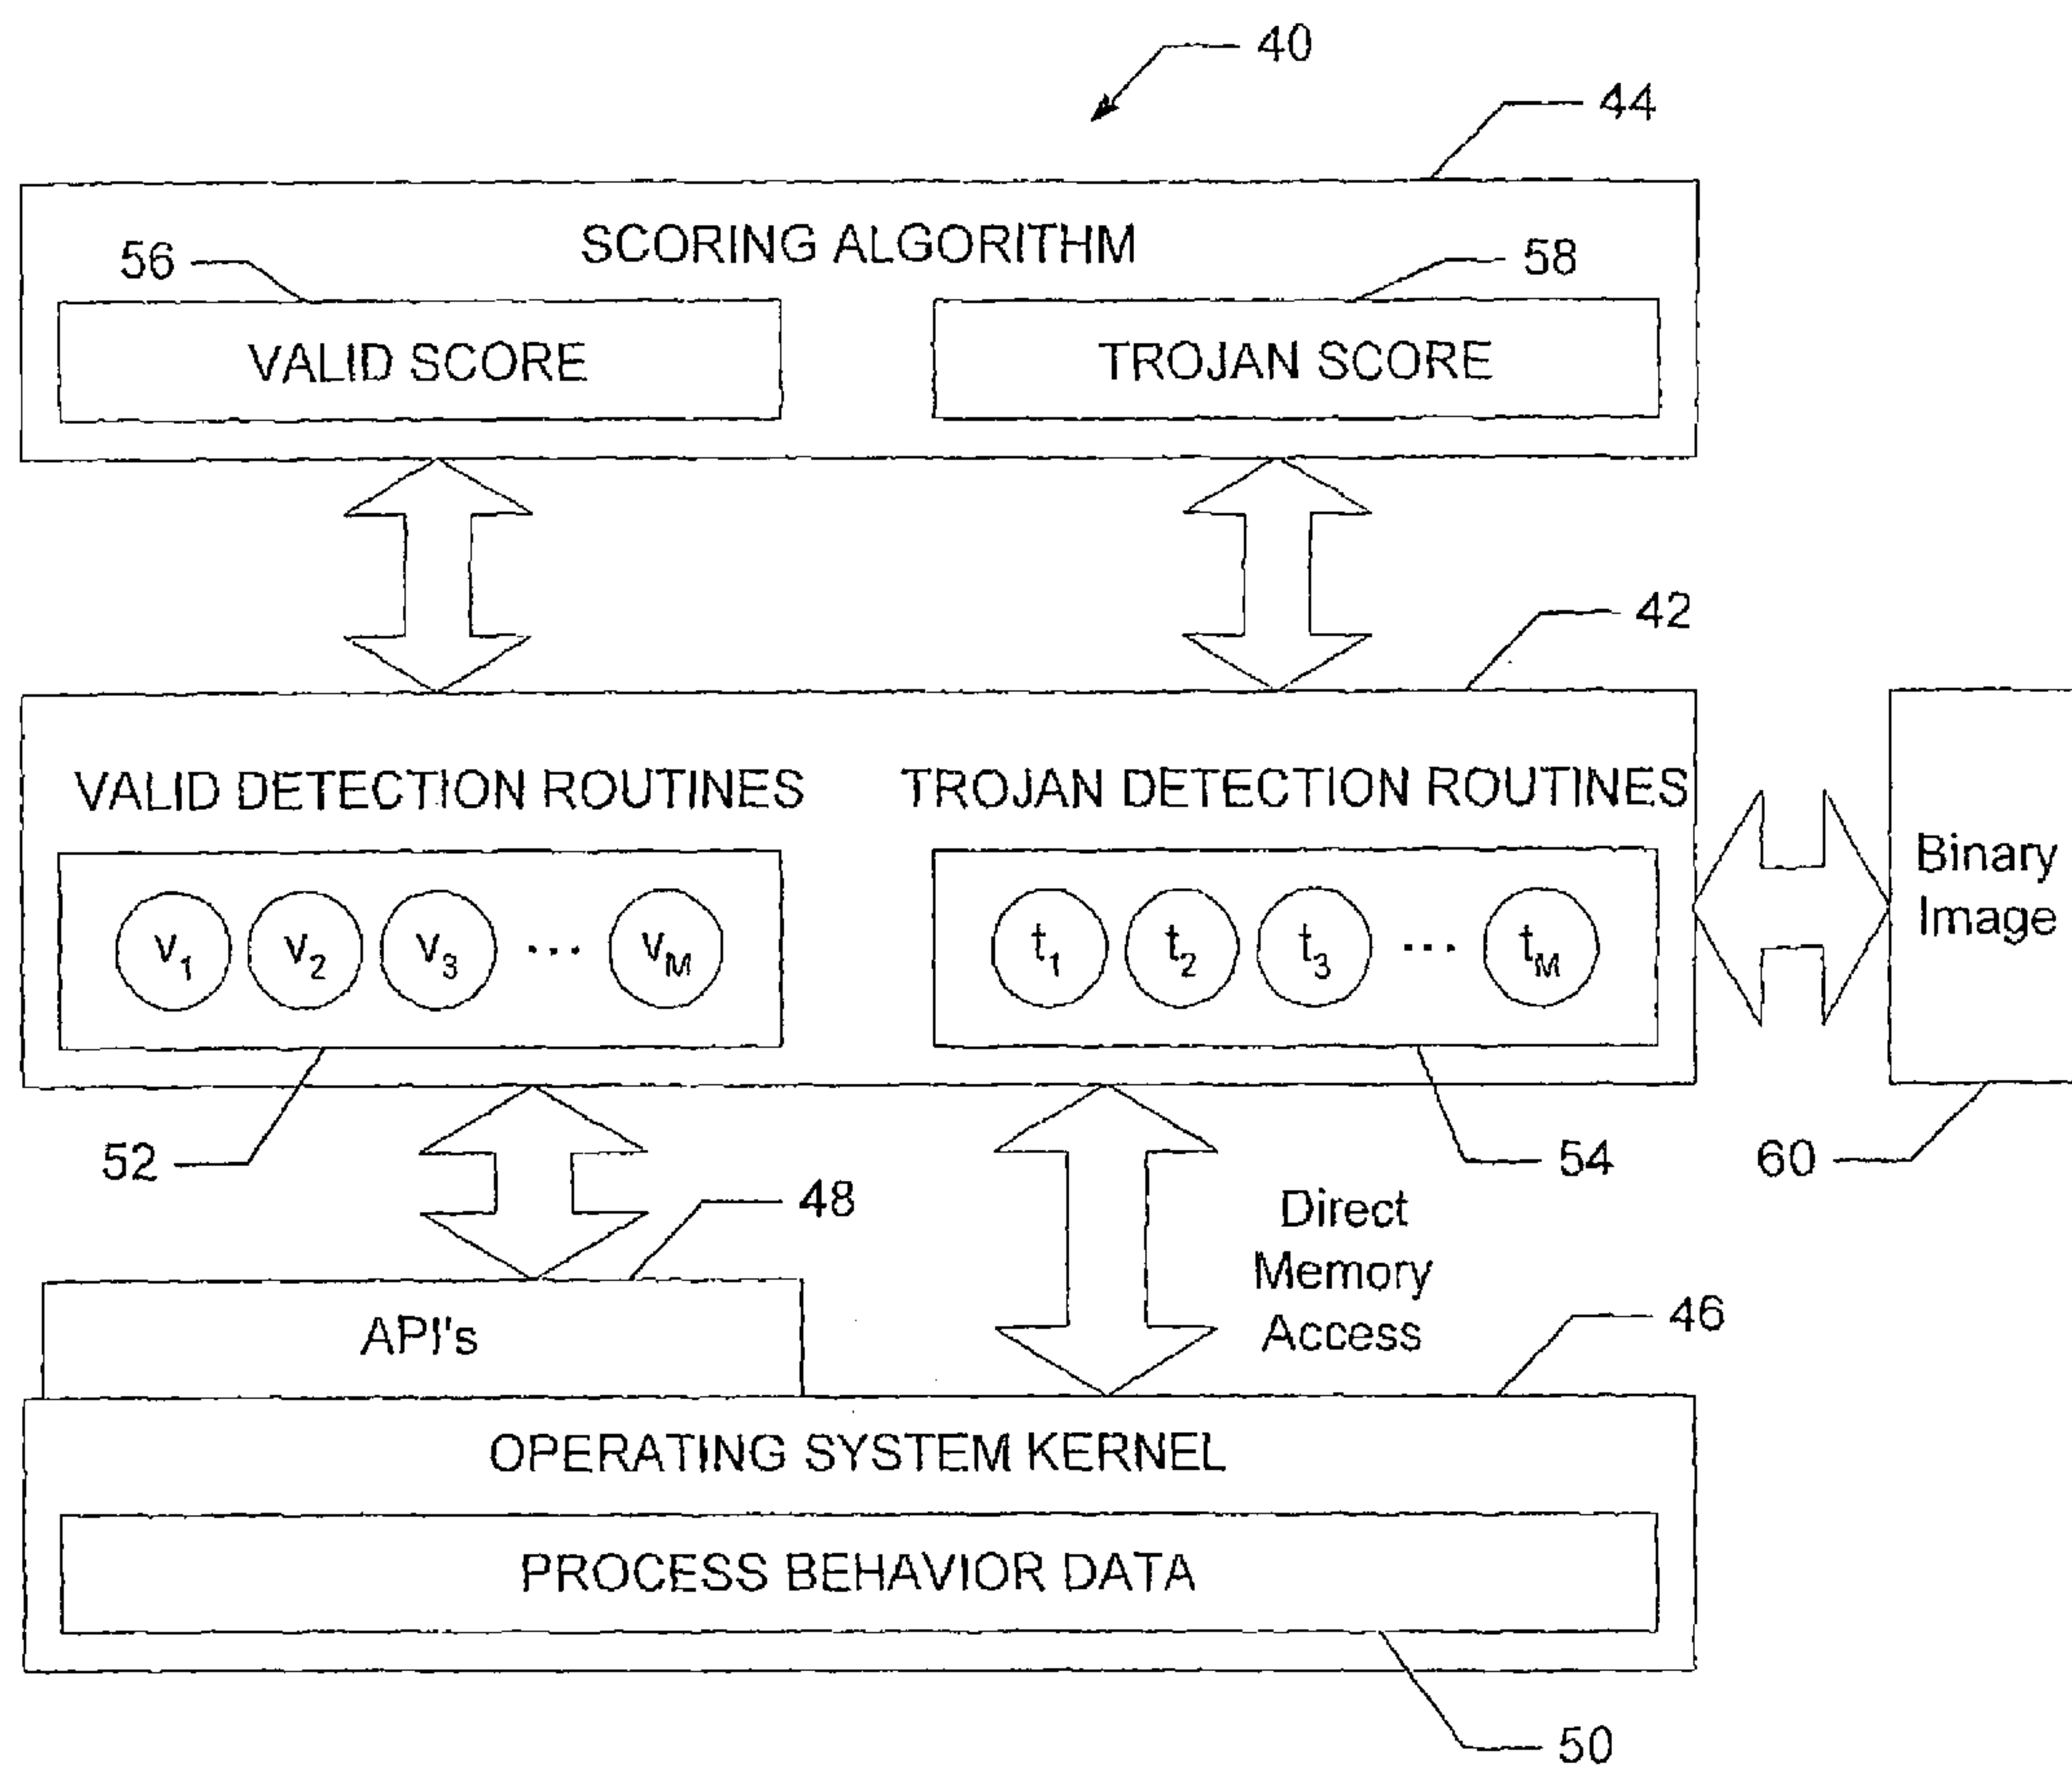 40
44
SCORING ALGORITHM
56
58
VALID SCORE
TROJAN SCORE
42
VALID DETECTION ROUTINES
TROJAN DETECTION ROUTINES
v1 v2 v3 ... vM
t1 t2 t3 ... tM
Binary
Image
52
54
60
48
Direct
Memory
Access
API's
46
OPERATING SYSTEM KERNEL
PROCESS BEHAVIOR DATA
50